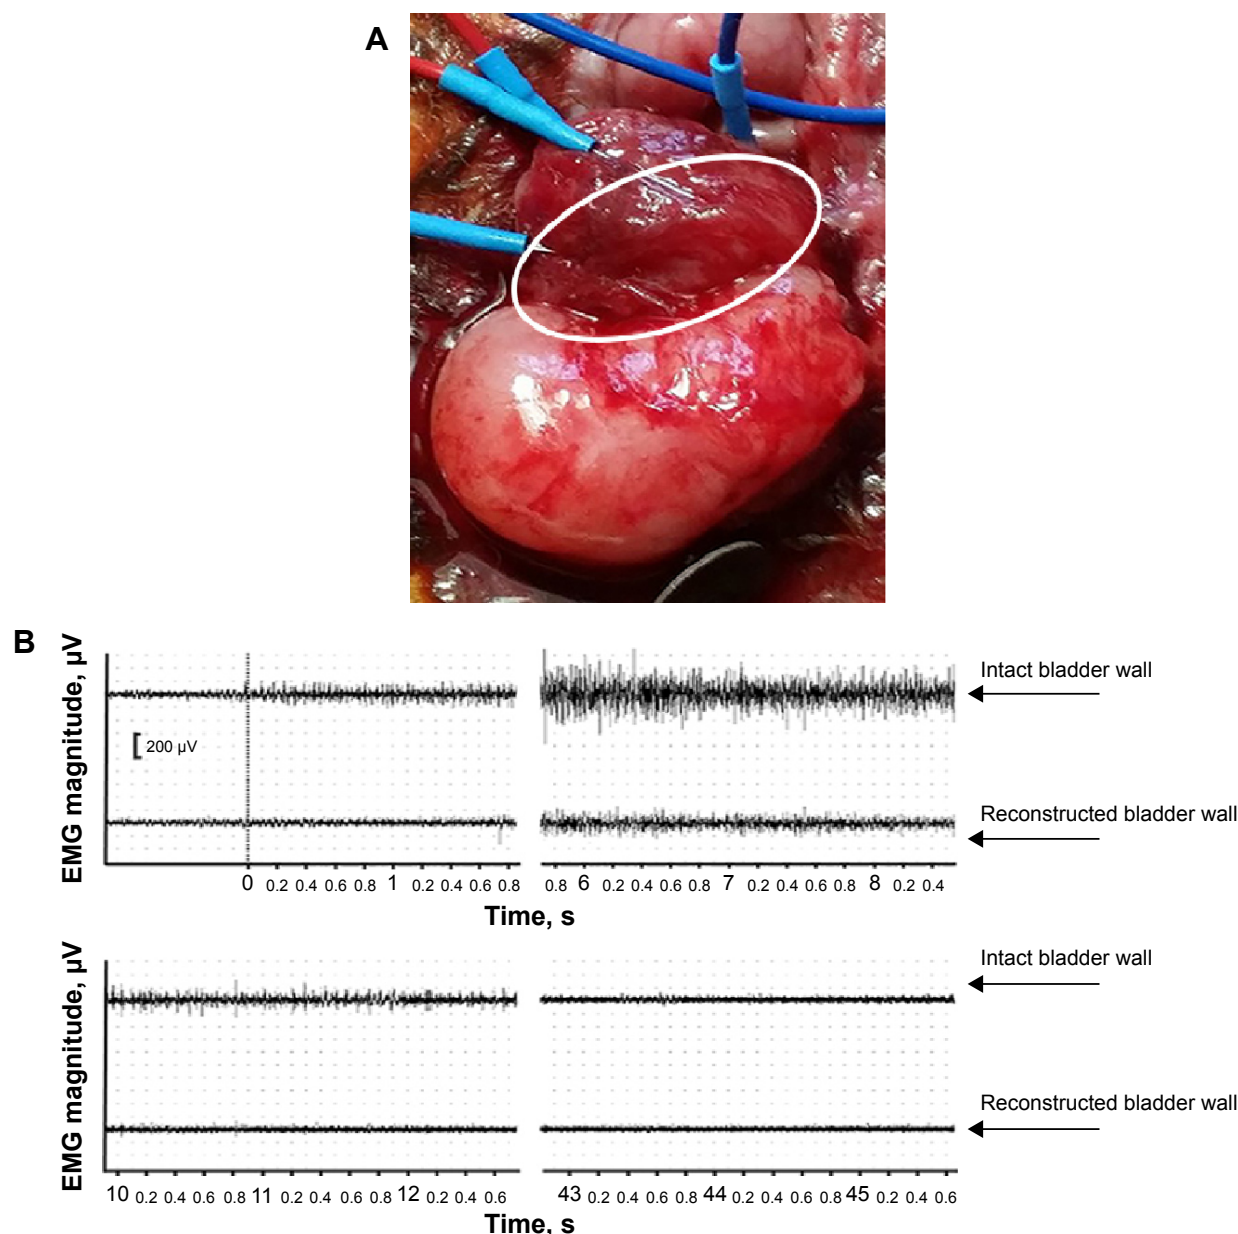 A
B
EMG magnitude, µV
200 µV
Intact bladder wall
Reconstructed bladder wall
0 0.2 0.4 0.6 0.8 1 0.2 0.4 0.6 0.8
0.8 6 0.2 0.4 0.6 0.8 7 0.2 0.4 0.6 0.8 8 0.2 0.4
Time, s
EMG magnitude, µV
Intact bladder wall
Reconstructed bladder wall
10 0.2 0.4 0.6 0.8 11 0.2 0.4 0.6 0.8 12 0.2 0.4 0.6
43 0.2 0.4 0.6 0.8 44 0.2 0.4 0.6 0.8 45 0.2 0.4 0.6
Time, s